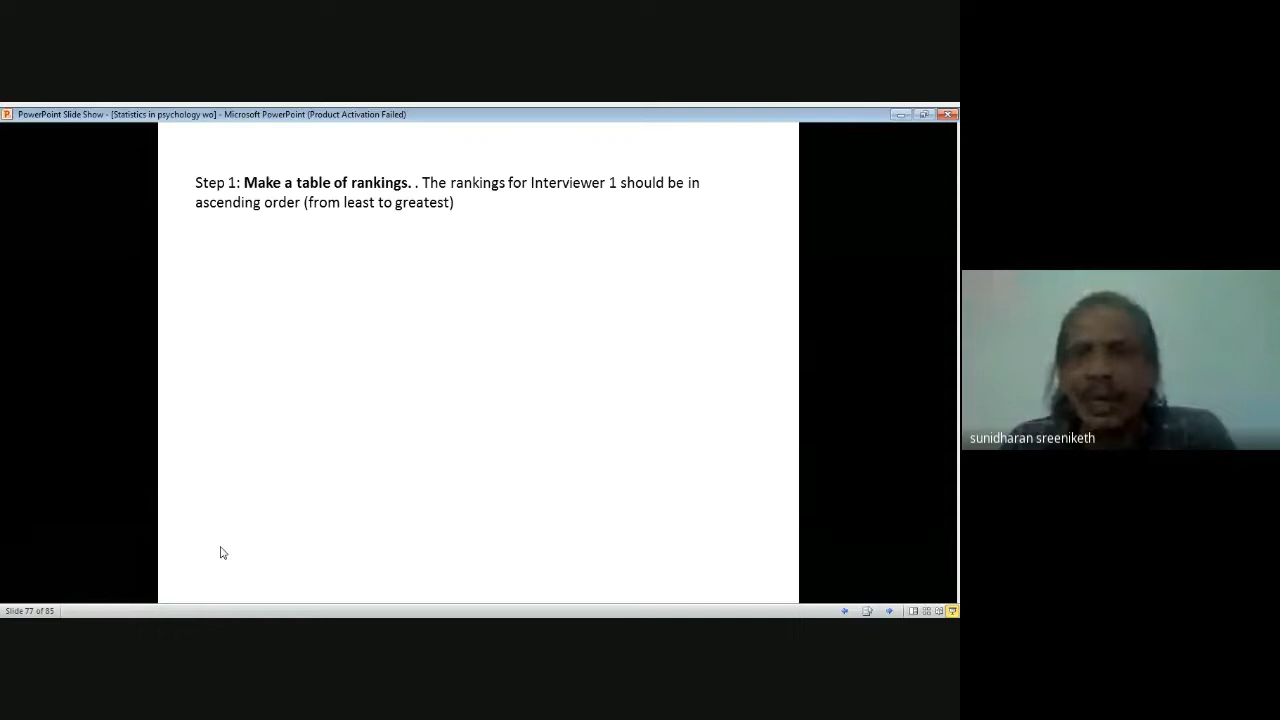 PowerPoint Slide Show - [Statistics in psychology wo] - Microsoft PowerPoint (Product Activation Failed)
Step 1: Make a table of rankings. . The rankings for Interviewer 1 should be in
ascending order (from least to greatest)
sunidharan sreeniketh
Slide 77 of 85